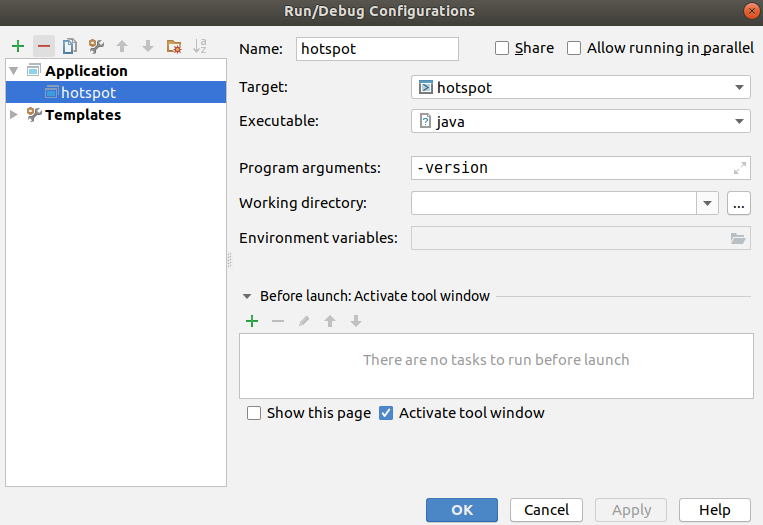 Run/Debug Configurations
Name: hotspot Share Allow running in parallel
Application
hotspot
Templates
Target: hotspot
Executable: java
Program arguments: -version
Working directory: ...
Environment variables:
Before launch: Activate tool window
There are no tasks to run before launch
Show this page Activate tool window
OK Cancel Apply Help